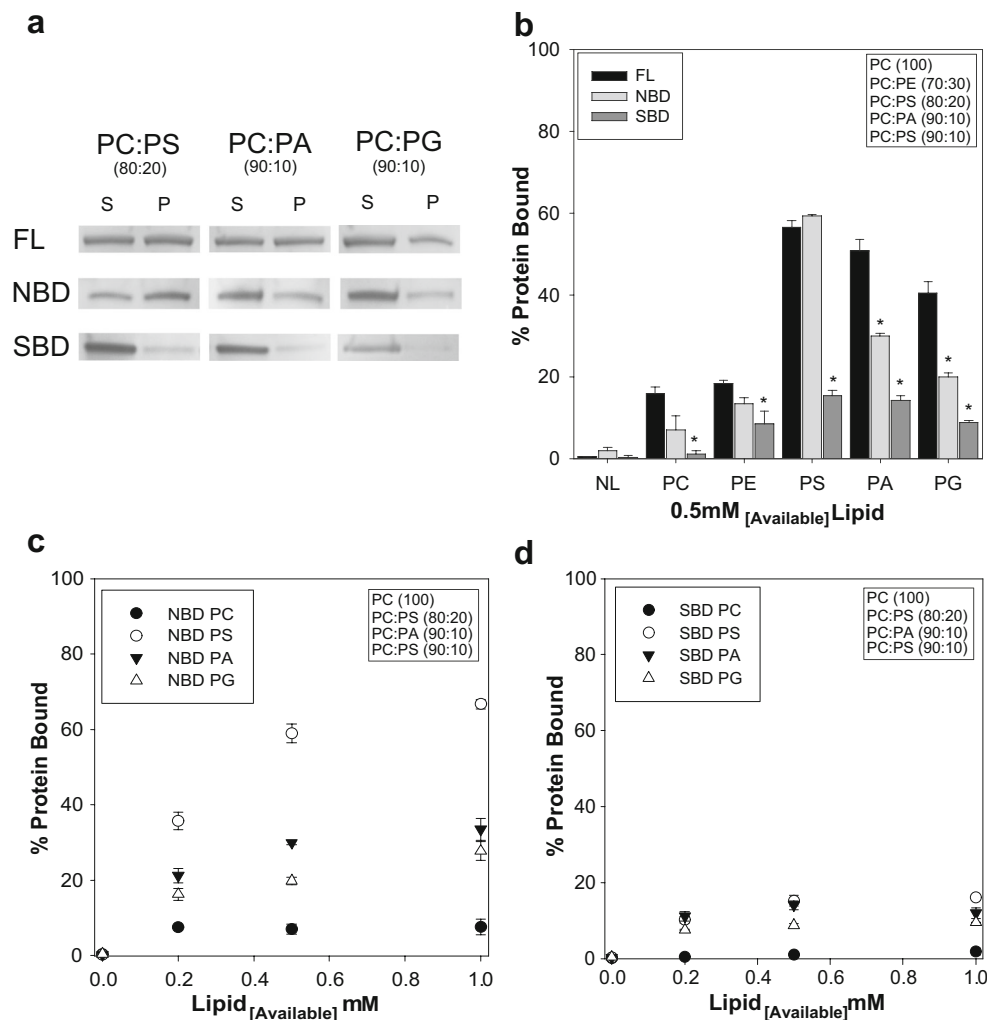 a
PC:PS PC:PA PC:PG
(80:20) (90:10) (90:10)
S P S P S P
FL
NBD
SBD
b
100
80
60
40
20
0
% Protein Bound
FL
NBD
SBD
PC (100)
PC:PE (70:30)
PC:PS (80:20)
PC:PA (90:10)
PC:PS (90:10)
* * * * * * *
NL PC PE PS PA PG
0.5mM [Available] Lipid
c
100
80
60
40
20
0
% Protein Bound
NBD PC
NBD PS
NBD PA
NBD PG
PC (100)
PC:PS (80:20)
PC:PA (90:10)
PC:PS (90:10)
0.0 0.2 0.4 0.6 0.8 1.0
Lipid [Available] mM
d
100
80
60
40
20
0
% Protein Bound
SBD PC
SBD PS
SBD PA
SBD PG
PC (100)
PC:PS (80:20)
PC:PA (90:10)
PC:PS (90:10)
0.0 0.2 0.4 0.6 0.8 1.0
Lipid [Available] mM